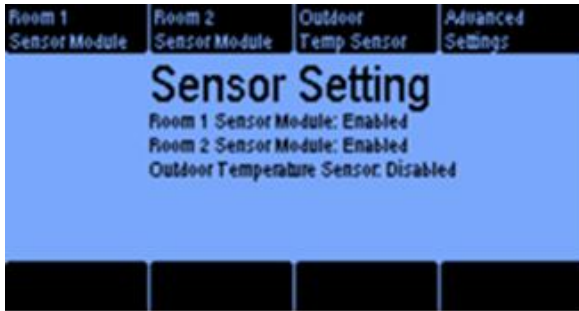 Room 1
Sensor Module
Room 2
Sensor Module
Outdoor
Temp Sensor
Advanced
Settings
Sensor Setting
Room 1 Sensor Module: Enabled
Room 2 Sensor Module: Enabled
Outdoor Temperature Sensor: Disabled